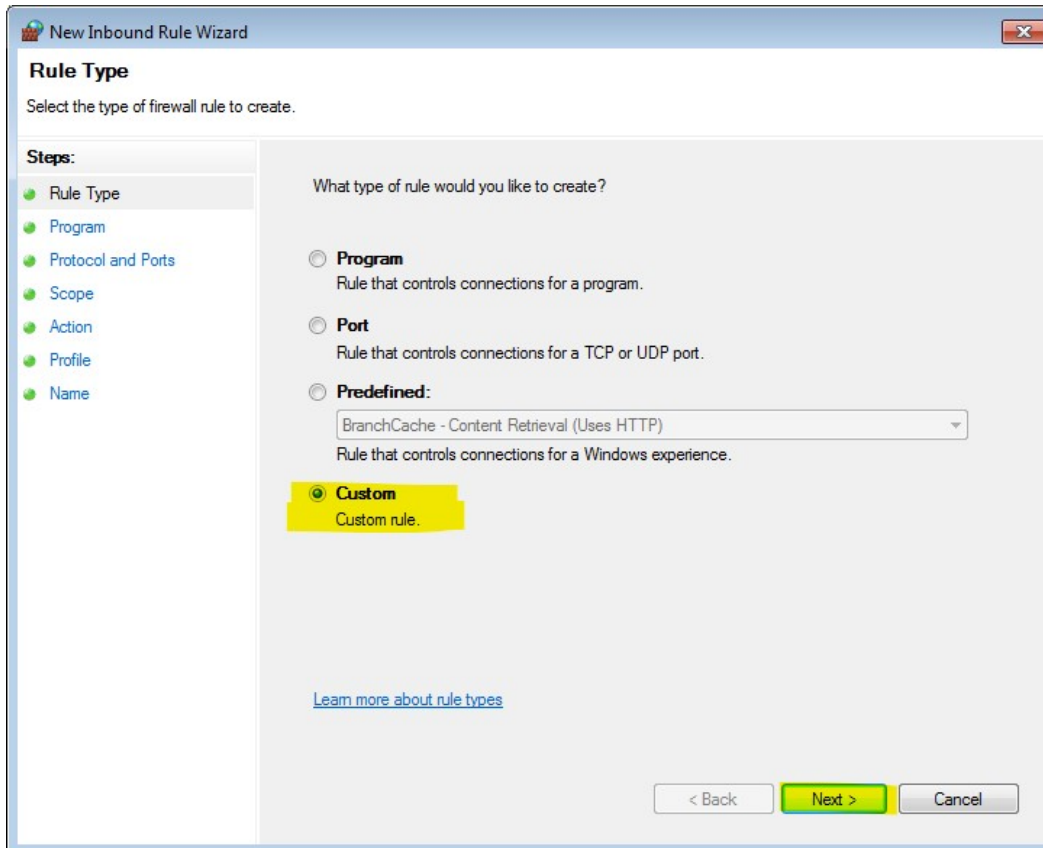 New Inbound Rule Wizard
Rule Type
Select the type of firewall rule to create.
Steps:
Rule Type
Program
Protocol and Ports
Scope
Action
Profile
Name
What type of rule would you like to create?
Program
Rule that controls connections for a program.
Port
Rule that controls connections for a TCP or UDP port.
Predefined:
BranchCache - Content Retrieval (Uses HTTP)
Rule that controls connections for a Windows experience.
Custom
Custom rule.
Learn more about rule types
< Back Next > Cancel